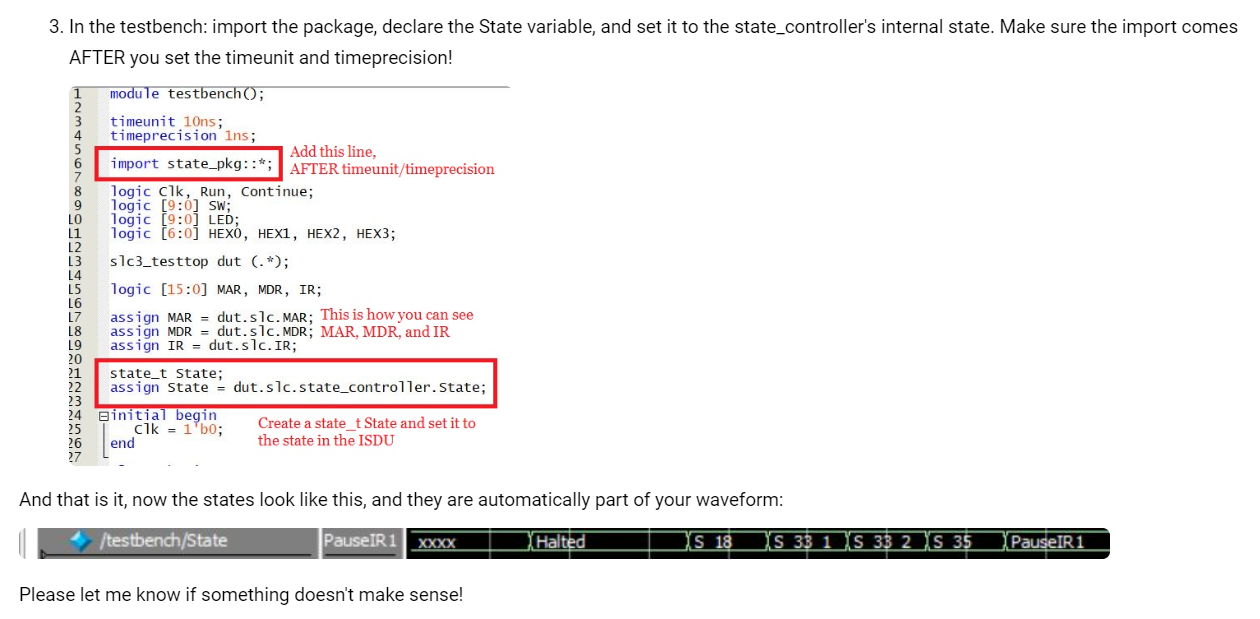 3. In the testbench: import the package, declare the State variable, and set it to the state_controller's internal state. Make sure the import comes
AFTER you set the timeunit and timeprecision!
1 module testbench();
2
3 timeunit 10ns;
4 timeprecision 1ns;
5 Add this line,
6 import state_pkg::*; AFTER timeunit/timeprecision
7
8 logic Clk, Run, Continue;
9 logic [9:0] SW;
10 logic [9:0] LED;
11 logic [6:0] HEX0, HEX1, HEX2, HEX3;
12
13 slc3_testtop dut (.*);
14
15 logic [15:0] MAR, MDR, IR;
16
17 assign MAR = dut.slc.MAR; This is how you can see
18 assign MDR = dut.slc.MDR; MAR, MDR, and IR
19 assign IR = dut.slc.IR;
20
21 state_t State;
22 assign State = dut.slc.state_controller.State;
23
24 initial begin
25 Clk = 1'b0; Create a state_t State and set it to
26 end the state in the ISDU
27
And that is it, now the states look like this, and they are automatically part of your waveform:
/testbench/State PauseIR1 xxxx Halted S_18 S_33_1 S_33_2 S_35 PauseIR1
Please let me know if something doesn't make sense!